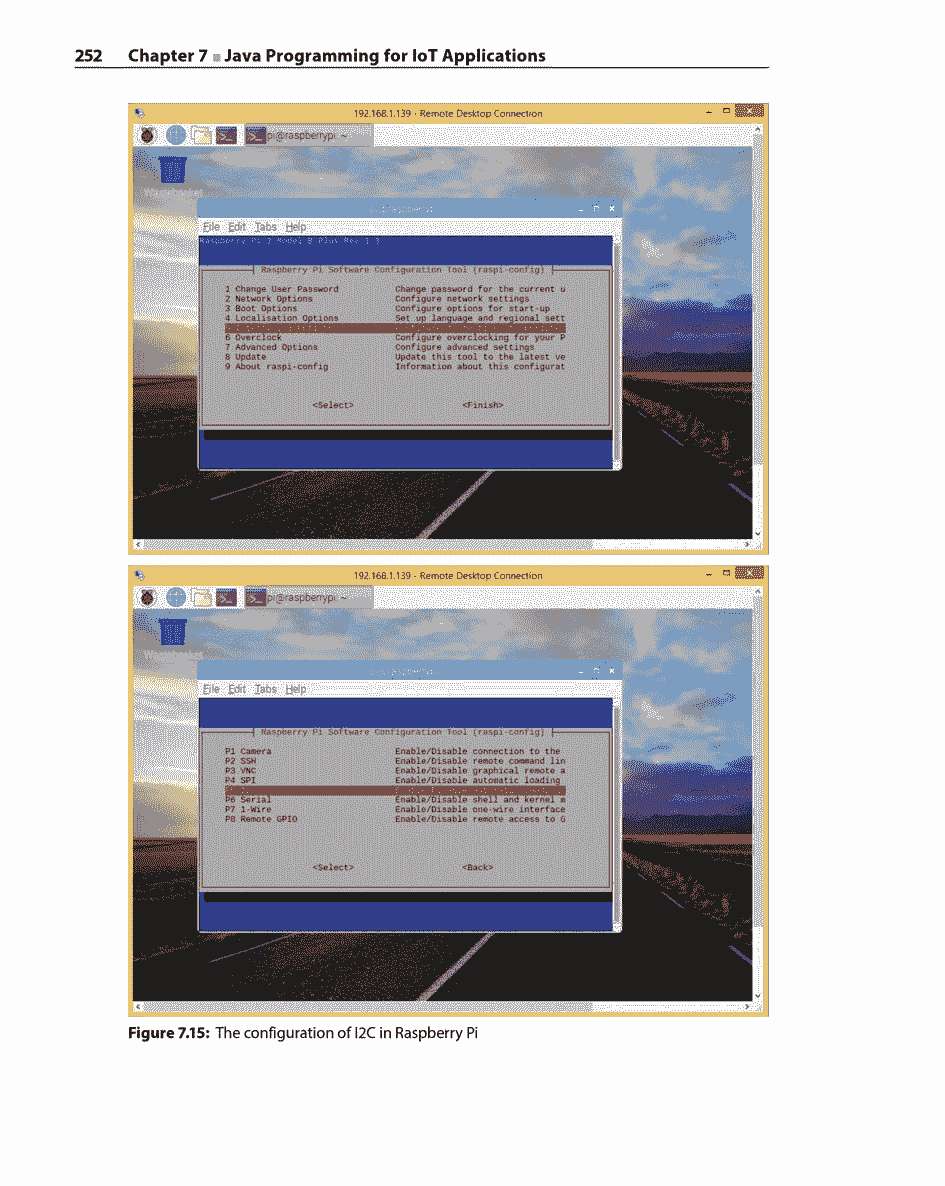 252 Chapter 7 ■ Java Programming for IoT Applications
192.168.1.139 - Remote Desktop Connection
pi@raspberrypi: ~
File Edit Tabs Help
Raspberry Pi 3 Model B Plus Rev 1.3
Raspberry Pi Software Configuration Tool (raspi-config)
1 Change User Password Change password for the current u
2 Network Options Configure network settings
3 Boot Options Configure options for start-up
4 Localisation Options Set up language and regional sett
6 Overclock Configure overclocking for your P
7 Advanced Options Configure advanced settings
8 Update Update this tool to the latest ve
9 About raspi-config Information about this configurat
<Select> <Finish>
192.168.1.139 - Remote Desktop Connection
pi@raspberrypi: ~
File Edit Tabs Help
Raspberry Pi Software Configuration Tool (raspi-config)
P1 Camera Enable/Disable connection to the
P2 SSH Enable/Disable remote command lin
P3 VNC Enable/Disable graphical remote a
P4 SPI Enable/Disable automatic loading
P6 Serial Enable/Disable shell and kernel m
P7 1-Wire Enable/Disable one-wire interface
P8 Remote GPIO Enable/Disable remote access to G
<Select> <Back>
Figure 7.15: The configuration of I2C in Raspberry Pi